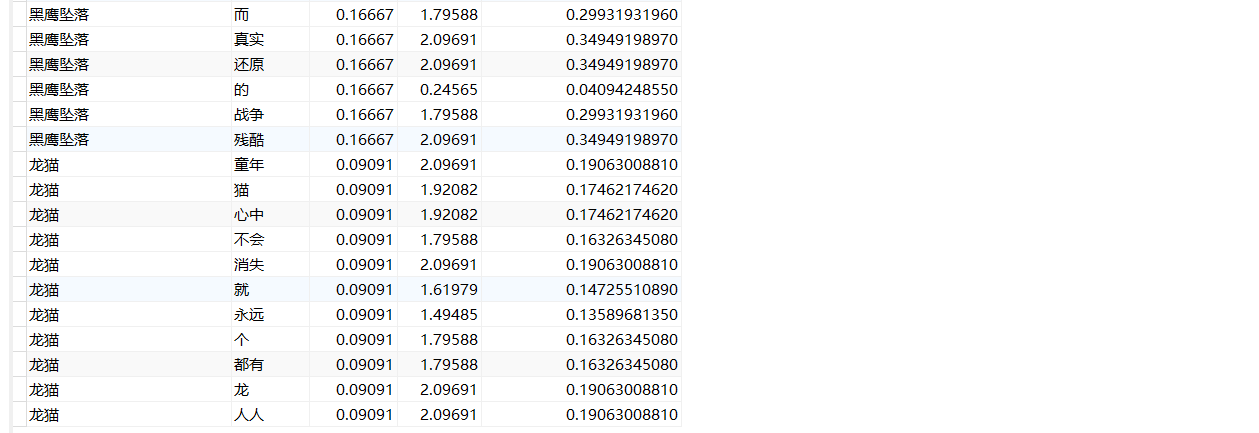 黑鹰坠落 而 0.16667 1.79588 0.29931931960
黑鹰坠落 真实 0.16667 2.09691 0.34949198970
黑鹰坠落 还原 0.16667 2.09691 0.34949198970
黑鹰坠落 的 0.16667 0.24565 0.04094248550
黑鹰坠落 战争 0.16667 1.79588 0.29931931960
黑鹰坠落 残酷 0.16667 2.09691 0.34949198970
龙猫 童年 0.09091 2.09691 0.19063008810
龙猫 猫 0.09091 1.92082 0.17462174620
龙猫 心中 0.09091 1.92082 0.17462174620
龙猫 不会 0.09091 1.79588 0.16326345080
龙猫 消失 0.09091 2.09691 0.19063008810
龙猫 就 0.09091 1.61979 0.14725510890
龙猫 永远 0.09091 1.49485 0.13589681350
龙猫 个 0.09091 1.79588 0.16326345080
龙猫 都有 0.09091 1.79588 0.16326345080
龙猫 龙 0.09091 2.09691 0.19063008810
龙猫 人人 0.09091 2.09691 0.19063008810